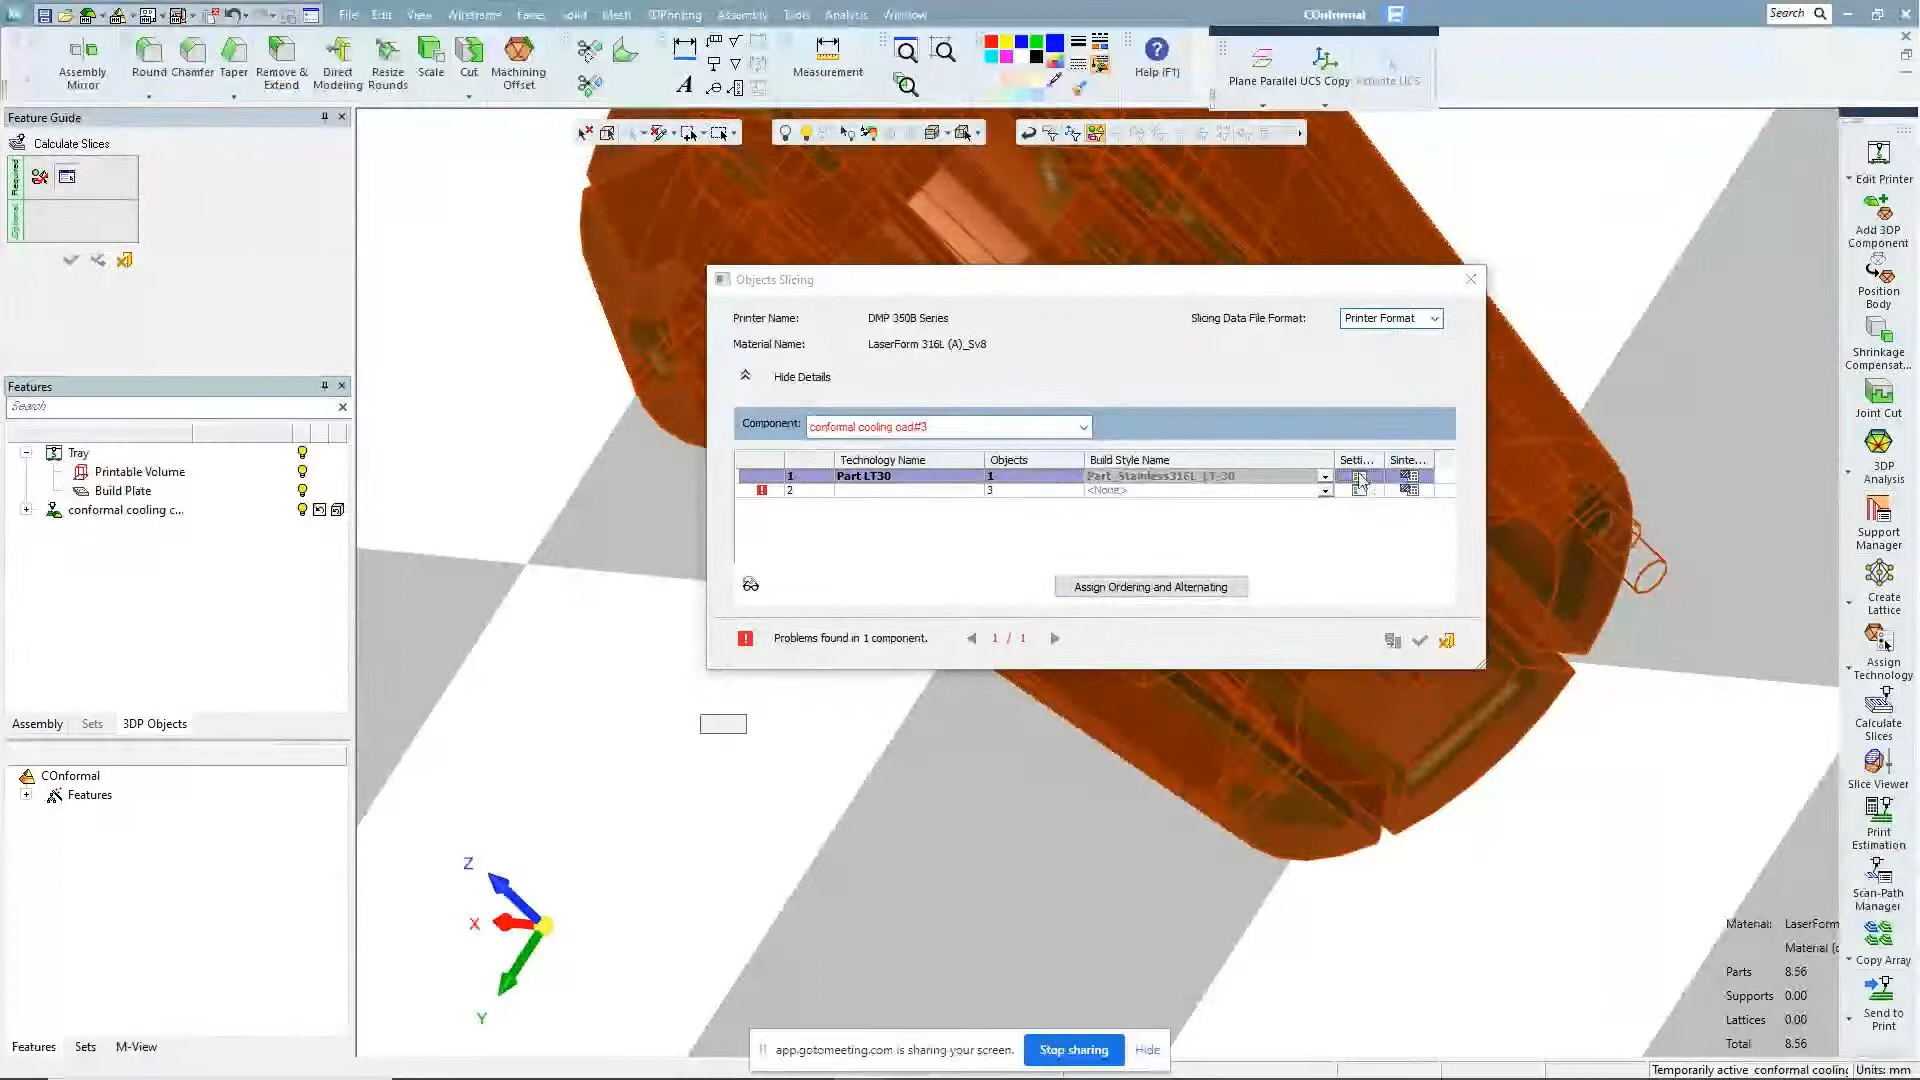 File Edit View Wireframe Faces Solid Mesh 3DPrinting Assembly Tools Analysis Window
COnformal
Search
Assembly Mirror
Round
Chamfer
Taper
Remove & Extend
Direct Modeling
Resize Rounds
Scale
Cut
Machining Offset
Measurement
Help (F1)
Plane Parallel
UCS Copy
Activate UCS
Feature Guide
Calculate Slices
Required
Optional
Features
Search
Tray
Printable Volume
Build Plate
conformal cooling c...
Assembly Sets 3DP Objects
COnformal
Features
Features Sets M-View
Objects Slicing
Printer Name: DMP 350B Series
Slicing Data File Format: Printer Format
Material Name: LaserForm 316L (A)_Sv8
Hide Details
Component: conformal cooling cad#3
Technology Name Objects Build Style Name Setti... Sinte...
1 Part LT30 1 Part_Stainless316L_LT-30
2 3 <None>
Assign Ordering and Alternating
Problems found in 1 component. 1 / 1
Z
X
Y
Edit Printer
Add 3DP Component
Position Body
Shrinkage Compensat...
Joint Cut
3DP Analysis
Support Manager
Create Lattice
Assign Technology
Calculate Slices
Slice Viewer
Print Estimation
Scan-Path Manager
Copy Array
Send to Print
Material: LaserForm
Material (
Parts 8.56
Supports 0.00
Lattices 0.00
Total 8.56
app.gotomeeting.com is sharing your screen. Stop sharing Hide
Temporarily active conformal cooling Units: mm